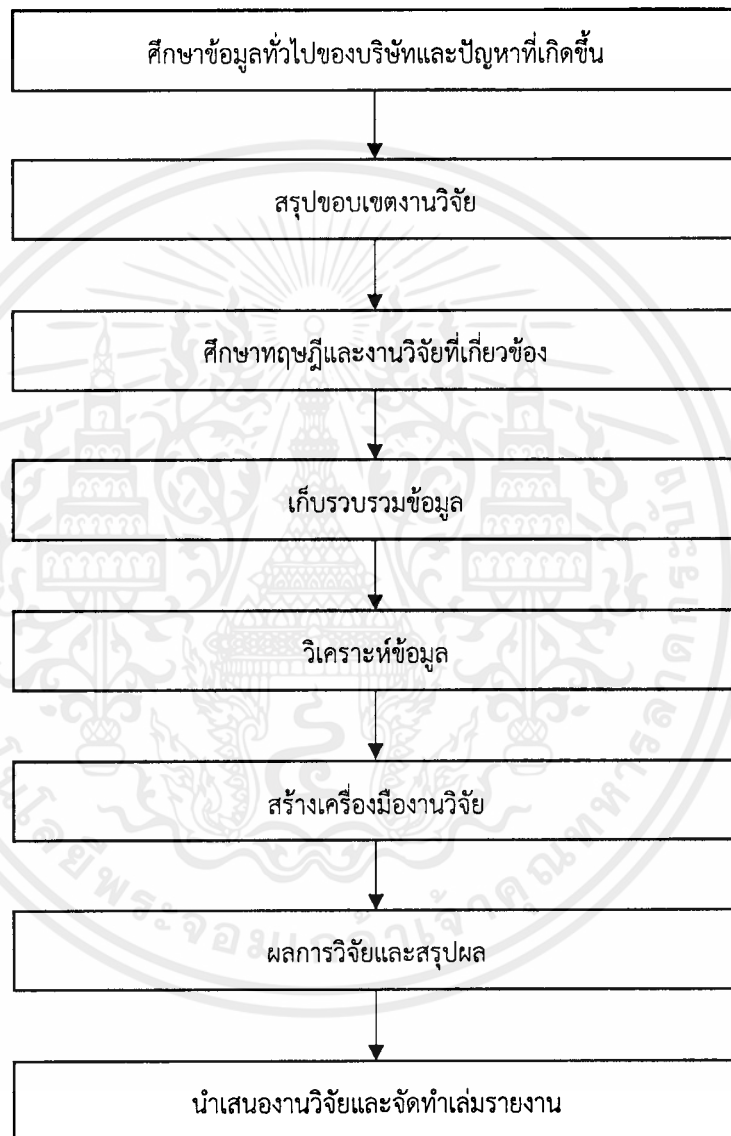 ศึกษาข้อมูลทั่วไปของบริษัทและปัญหาที่เกิดขึ้น
สรุปขอบเขตงานวิจัย
ศึกษาทฤษฎีและงานวิจัยที่เกี่ยวข้อง
เก็บรวบรวมข้อมูล
วิเคราะห์ข้อมูล
สร้างเครื่องมืองานวิจัย
ผลการวิจัยและสรุปผล
นำเสนองานวิจัยและจัดทำเล่มรายงาน